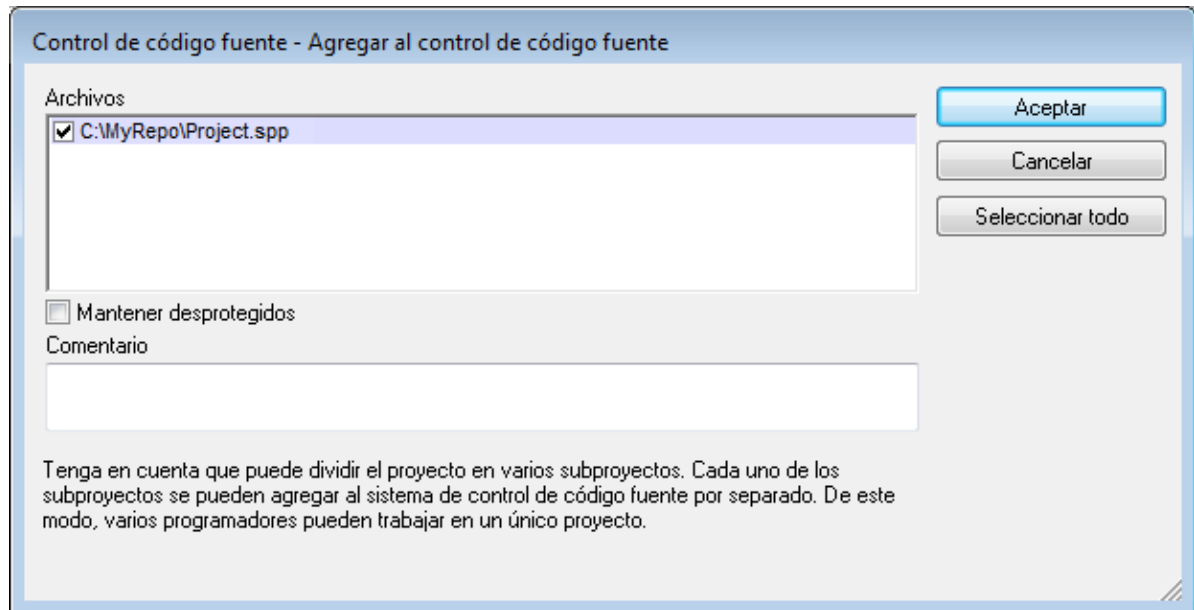 Control de código fuente - Agregar al control de código fuente
Archivos
C:\MyRepo\Project.spp
Aceptar
Cancelar
Seleccionar todo
Mantener desprotegidos
Comentario
Tenga en cuenta que puede dividir el proyecto en varios subproyectos. Cada uno de los
subproyectos se pueden agregar al sistema de control de código fuente por separado. De este
modo, varios programadores pueden trabajar en un único proyecto.